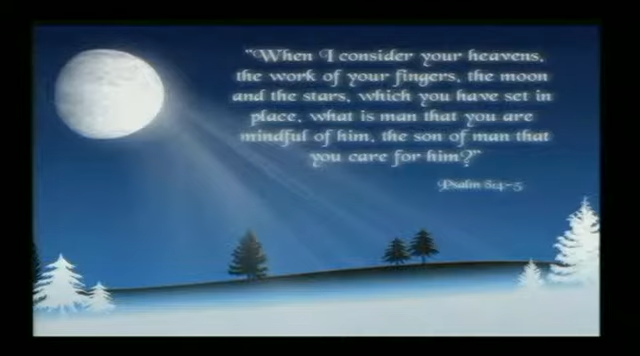 "When I consider your heavens,
the work of your fingers, the moon
and the stars, which you have set in
place, what is man that you are
mindful of him, the son of man that
you care for him?"
Psalm 8:4-5